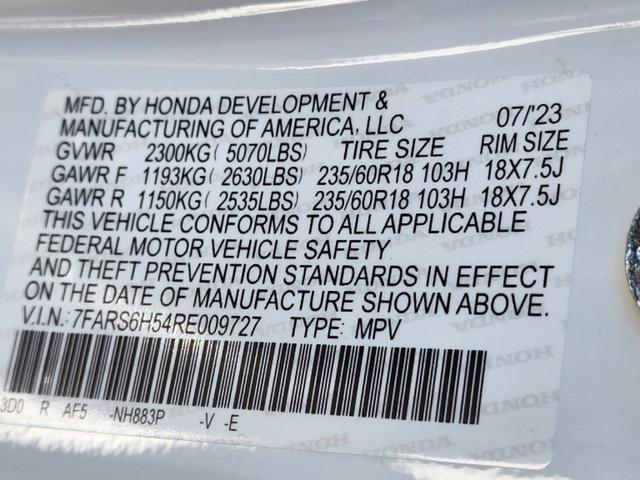 MFD. BY HONDA DEVELOPMENT &
MANUFACTURING OF AMERICA, LLC 07/'23
GVWR 2300KG( 5070LBS) TIRE SIZE RIM SIZE
GAWR F 1193KG( 2630LBS) 235/60R18 103H 18X7.5J
GAWR R 1150KG( 2535LBS) 235/60R18 103H 18X7.5J
THIS VEHICLE CONFORMS TO ALL APPLICABLE
FEDERAL MOTOR VEHICLE SAFETY
AND THEFT PREVENTION STANDARDS IN EFFECT
ON THE DATE OF MANUFACTURE SHOWN ABOVE.
V.I.N.: 7FARS6H54RE009727 TYPE: MPV
3D0 R AF5 -NH883P -V -E